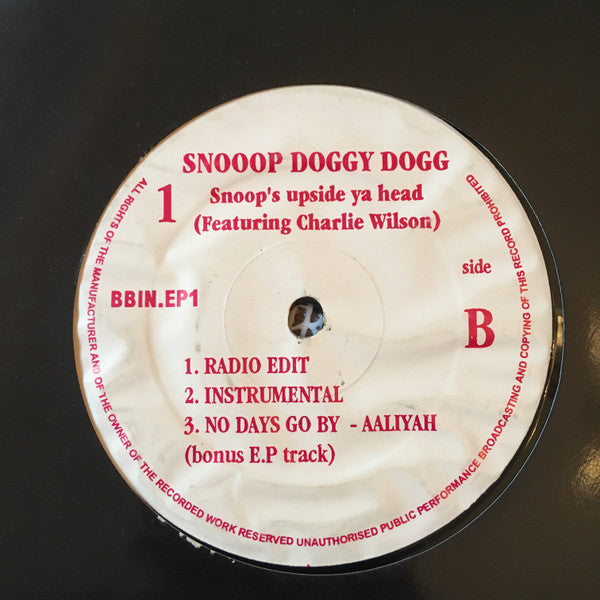 SNOOOP DOGGY DOGG
1
Snoop's upside ya head
(Featuring Charlie Wilson)
side
B
BBIN.EP1
1. RADIO EDIT
2. INSTRUMENTAL
3. NO DAYS GO BY - AALIYAH
(bonus E.P track)
ALL RIGHTS OF THE MANUFACTURER AND OF THE OWNER OF THE RECORDED WORK RESERVED UNAUTHORISED PUBLIC PERFORMANCE BROADCASTING AND COPYING OF THIS RECORD PROHIBITED